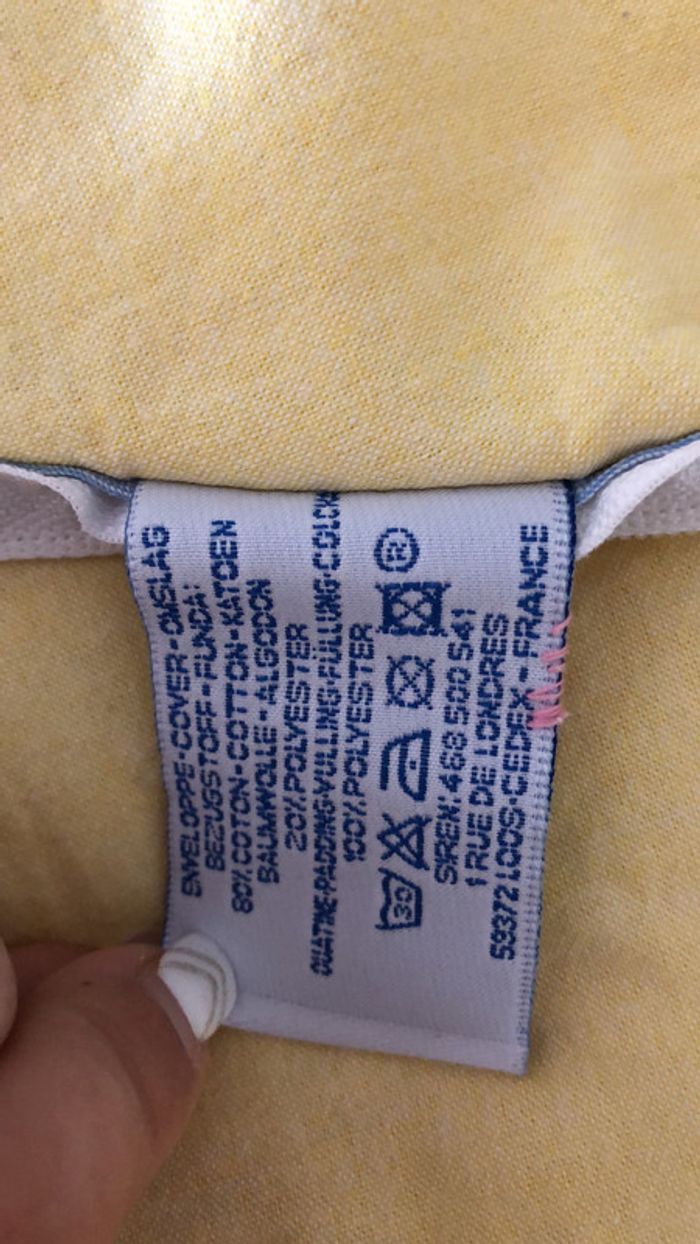 ENVELOPPE-COVER-OMSLAG
BEZUGSTOFF-FUNDA:
80% COTON-COTTON-KATOEN
BAUMWOLLE-ALGODON
20% POLYESTER
OUATINE-PADDING-VULLING-FÜLLUNG-COLCHA
100% POLYESTER
30 ®
SIREN: 468 500 541
1 RUE DE LONDRES
59372 LOOS-CEDEX-FRANCE